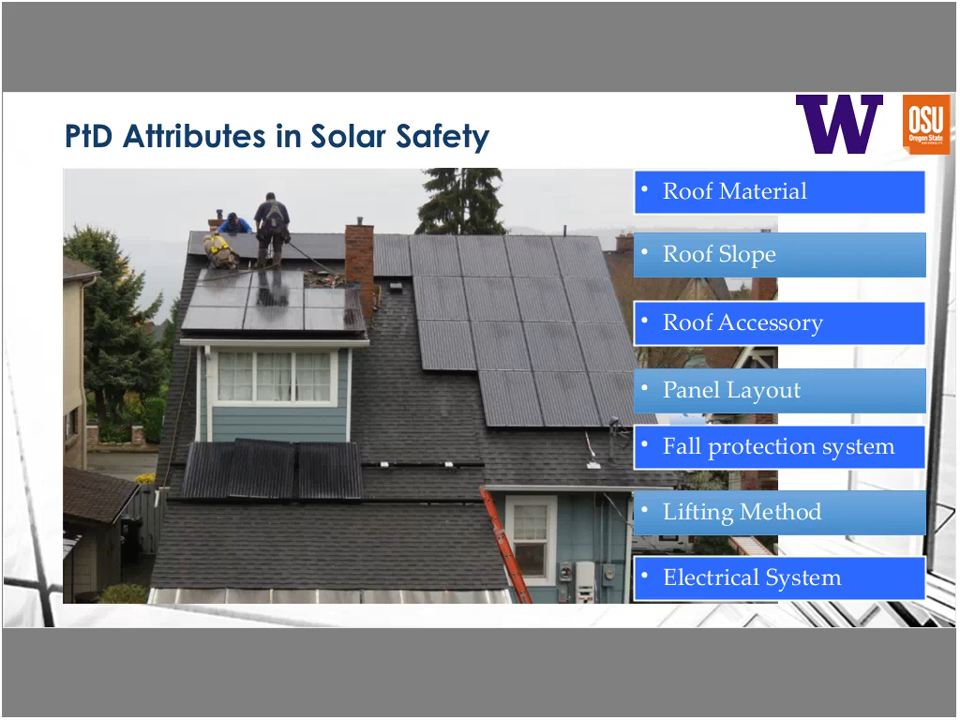 PtD Attributes in Solar Safety
W
OSU
Oregon State
• Roof Material
• Roof Slope
• Roof Accessory
• Panel Layout
• Fall protection system
• Lifting Method
• Electrical System